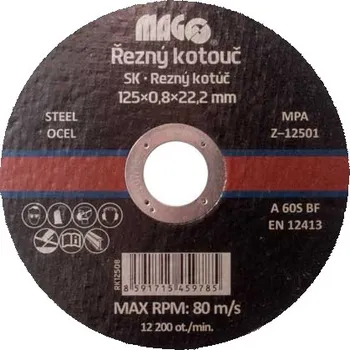 MAGG
Řezný kotouč
SK · Rezný kotúč
125×0,8×22,2 mm
STEEL
OCEL
MPA
Z–12501
A 60S BF
EN 12413
RK12508
8 591715 459785
MAX RPM: 80 m/s
12 200 ot./min.